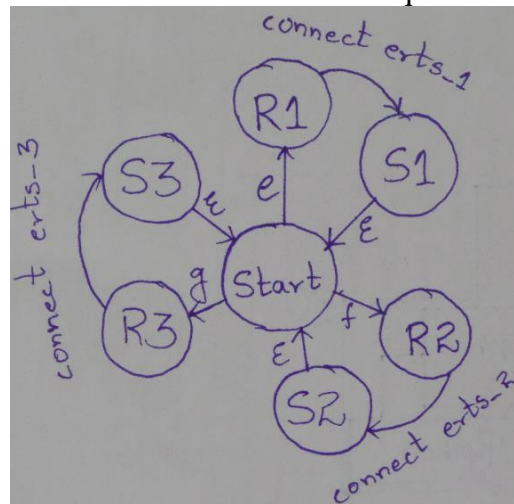 connect erts_1
R1
S1
e
ε
connect erts_3
S3
ε
Start
g
R3
f
R2
ε
S2
connect erts_2